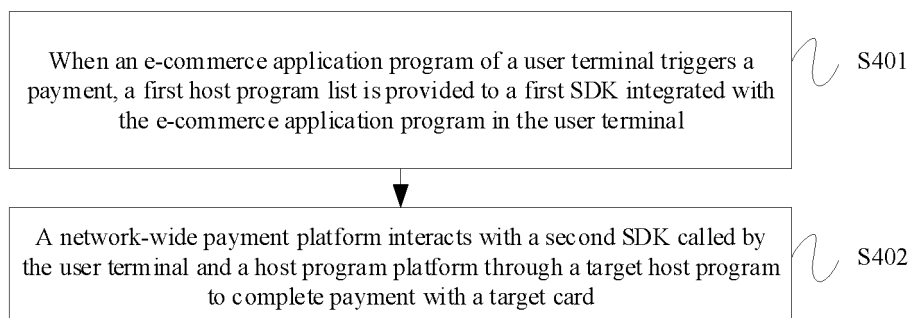 When an e-commerce application program of a user terminal triggers a
payment, a first host program list is provided to a first SDK integrated with
the e-commerce application program in the user terminal
S401
A network-wide payment platform interacts with a second SDK called by
the user terminal and a host program platform through a target host program
to complete payment with a target card
S402